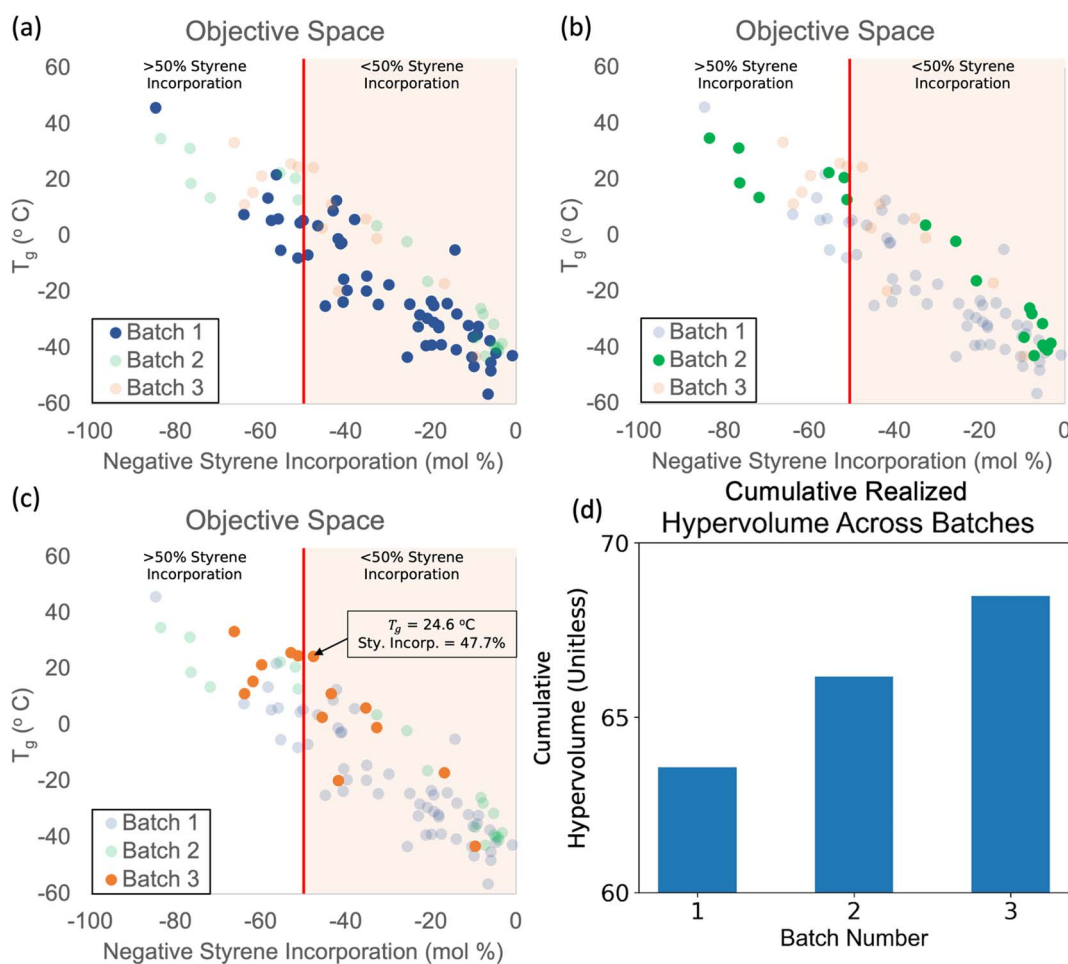 (a)
Objective Space
>50% Styrene
Incorporation
<50% Styrene
Incorporation
60
40
20
0
-20
-40
-60
Tg (° C)
Batch 1
Batch 2
Batch 3
-100 -80 -60 -40 -20 0
Negative Styrene Incorporation (mol %)
(b)
Objective Space
>50% Styrene
Incorporation
<50% Styrene
Incorporation
60
40
20
0
-20
-40
-60
Tg (° C)
Batch 1
Batch 2
Batch 3
-100 -80 -60 -40 -20 0
Negative Styrene Incorporation (mol %)
(c)
Objective Space
>50% Styrene
Incorporation
<50% Styrene
Incorporation
Tg = 24.6 °C
Sty. Incorp. = 47.7%
60
40
20
0
-20
-40
-60
Tg (° C)
Batch 1
Batch 2
Batch 3
-100 -80 -60 -40 -20 0
Negative Styrene Incorporation (mol %)
(d)
Cumulative Realized
Hypervolume Across Batches
70
65
60
Cumulative
Hypervolume (Unitless)
1 2 3
Batch Number